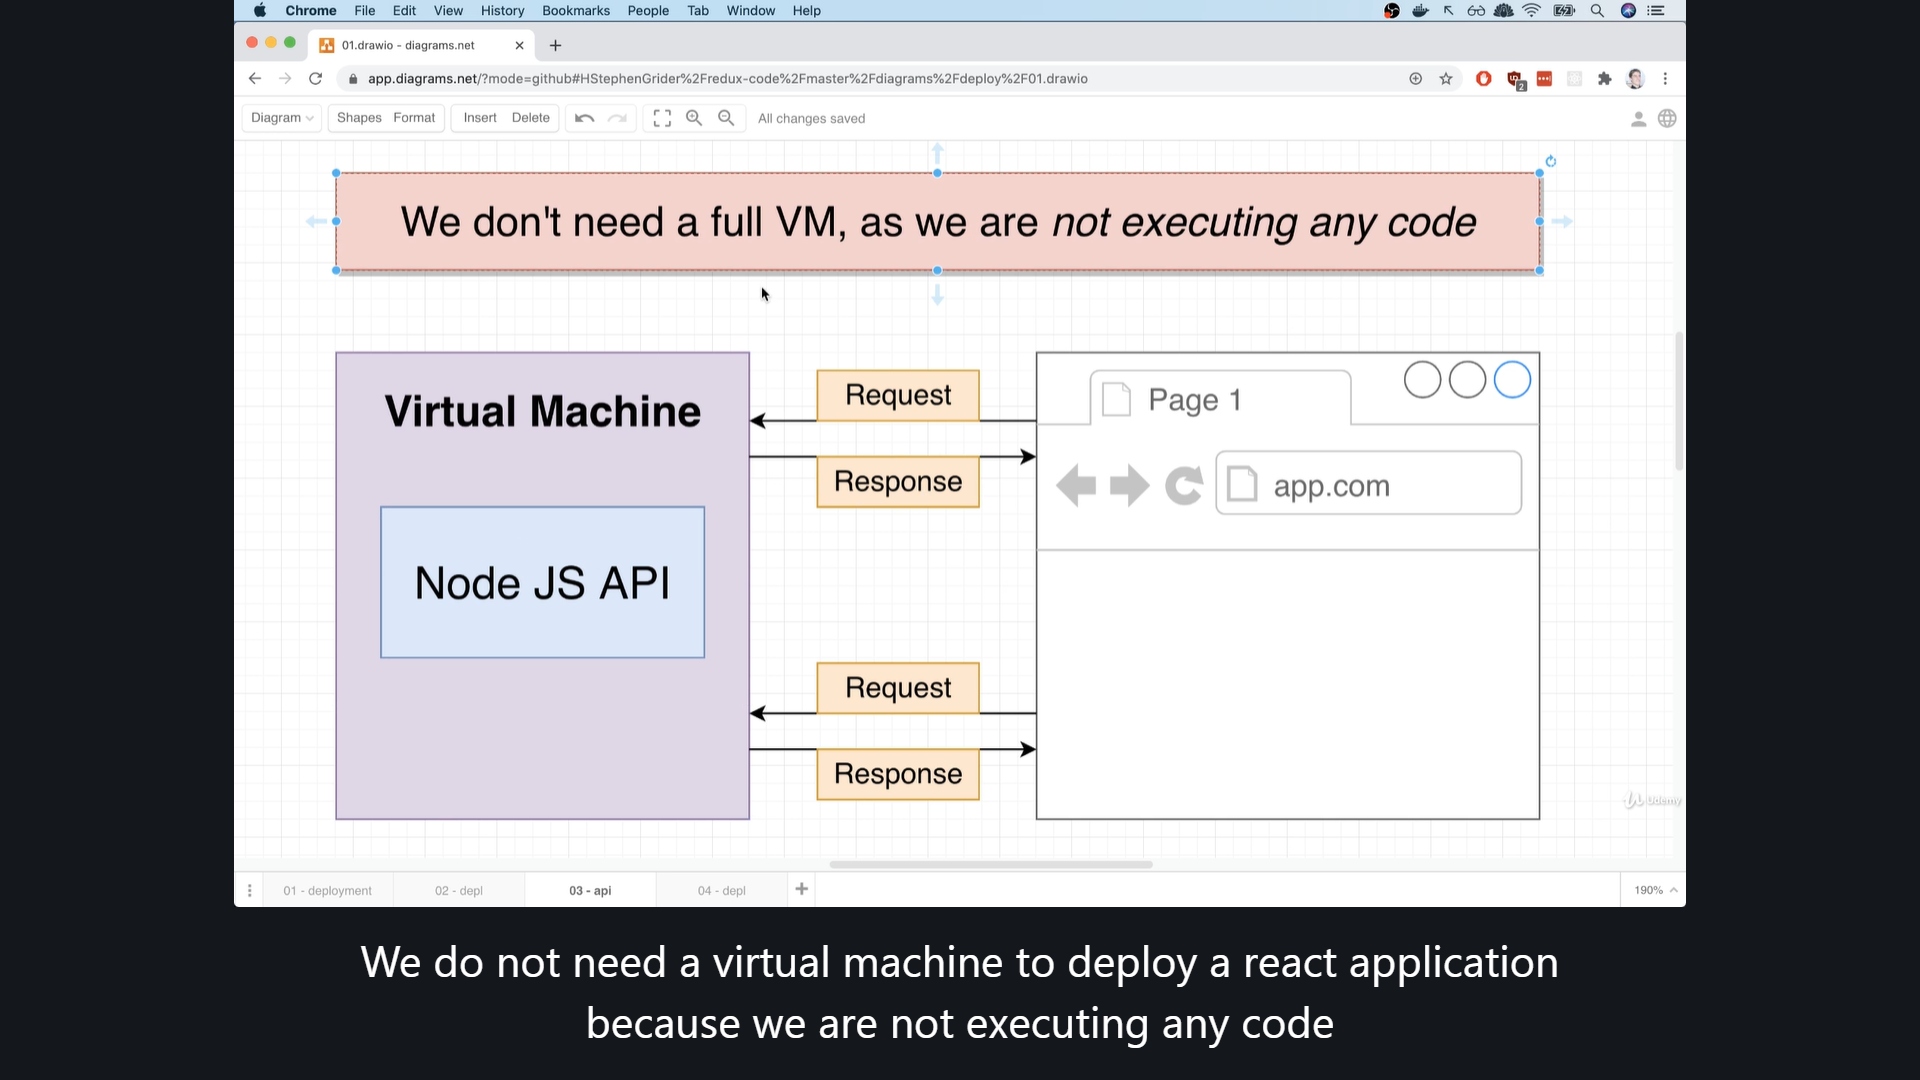 Chrome File Edit View History Bookmarks People Tab Window Help
01.drawio - diagrams.net
app.diagrams.net/?mode=github#HStephenGrider%2Fredux-code%2Fmaster%2Fdiagrams%2Fdeploy%2F01.drawio
2
Diagram Shapes Format Insert Delete All changes saved
We don't need a full VM, as we are not executing any code
Virtual Machine
Node JS API
Request
Response
Request
Response
Page 1
app.com
Udemy
01 - deployment 02 - depl 03 - api 04 - depl 190%
We do not need a virtual machine to deploy a react application
because we are not executing any code